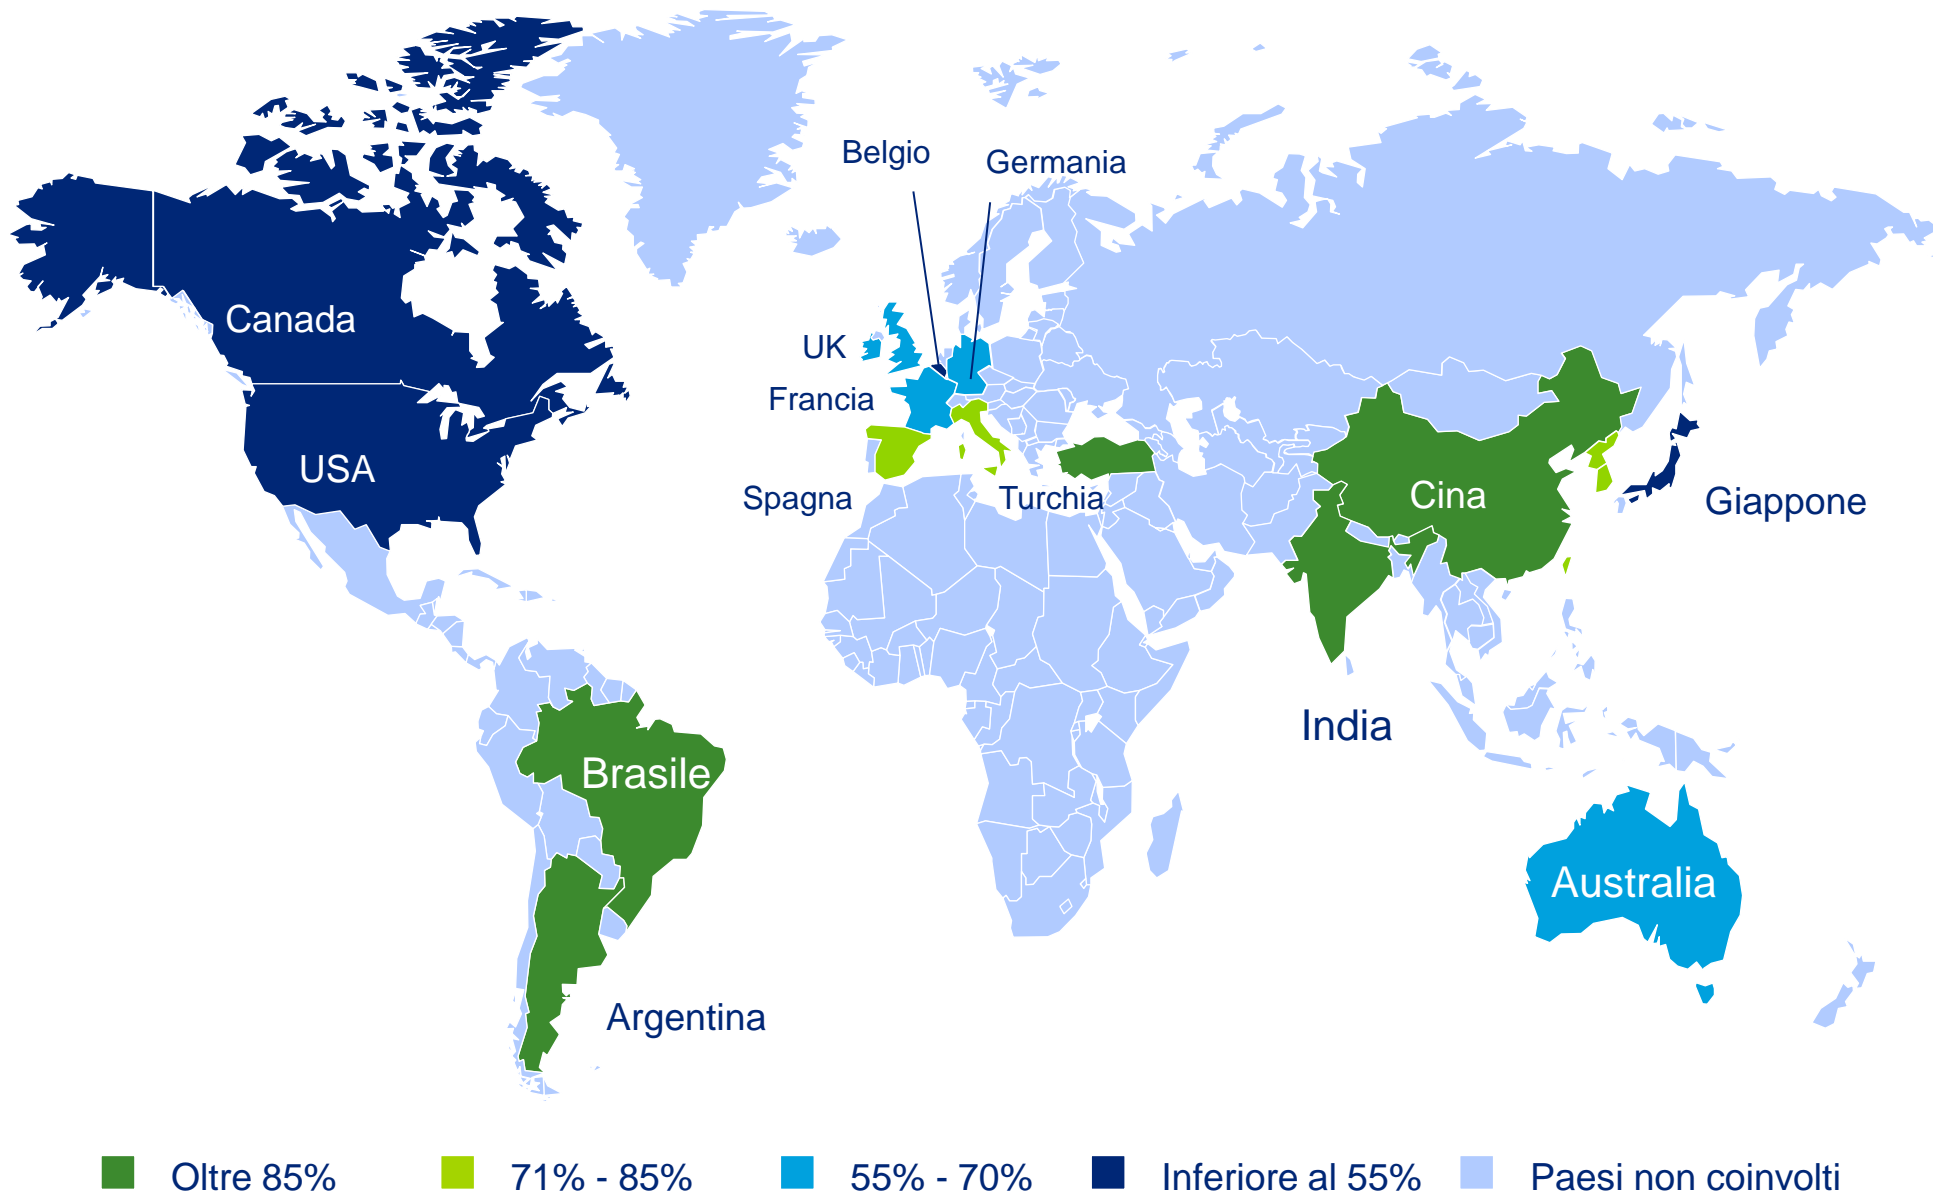 Belgio
Germania
Canada
UK
Francia
USA
Spagna
Turchia
Cina
Giappone
India
Brasile
Australia
Argentina
Oltre 85%
71% - 85%
55% - 70%
Inferiore al 55%
Paesi non coinvolti